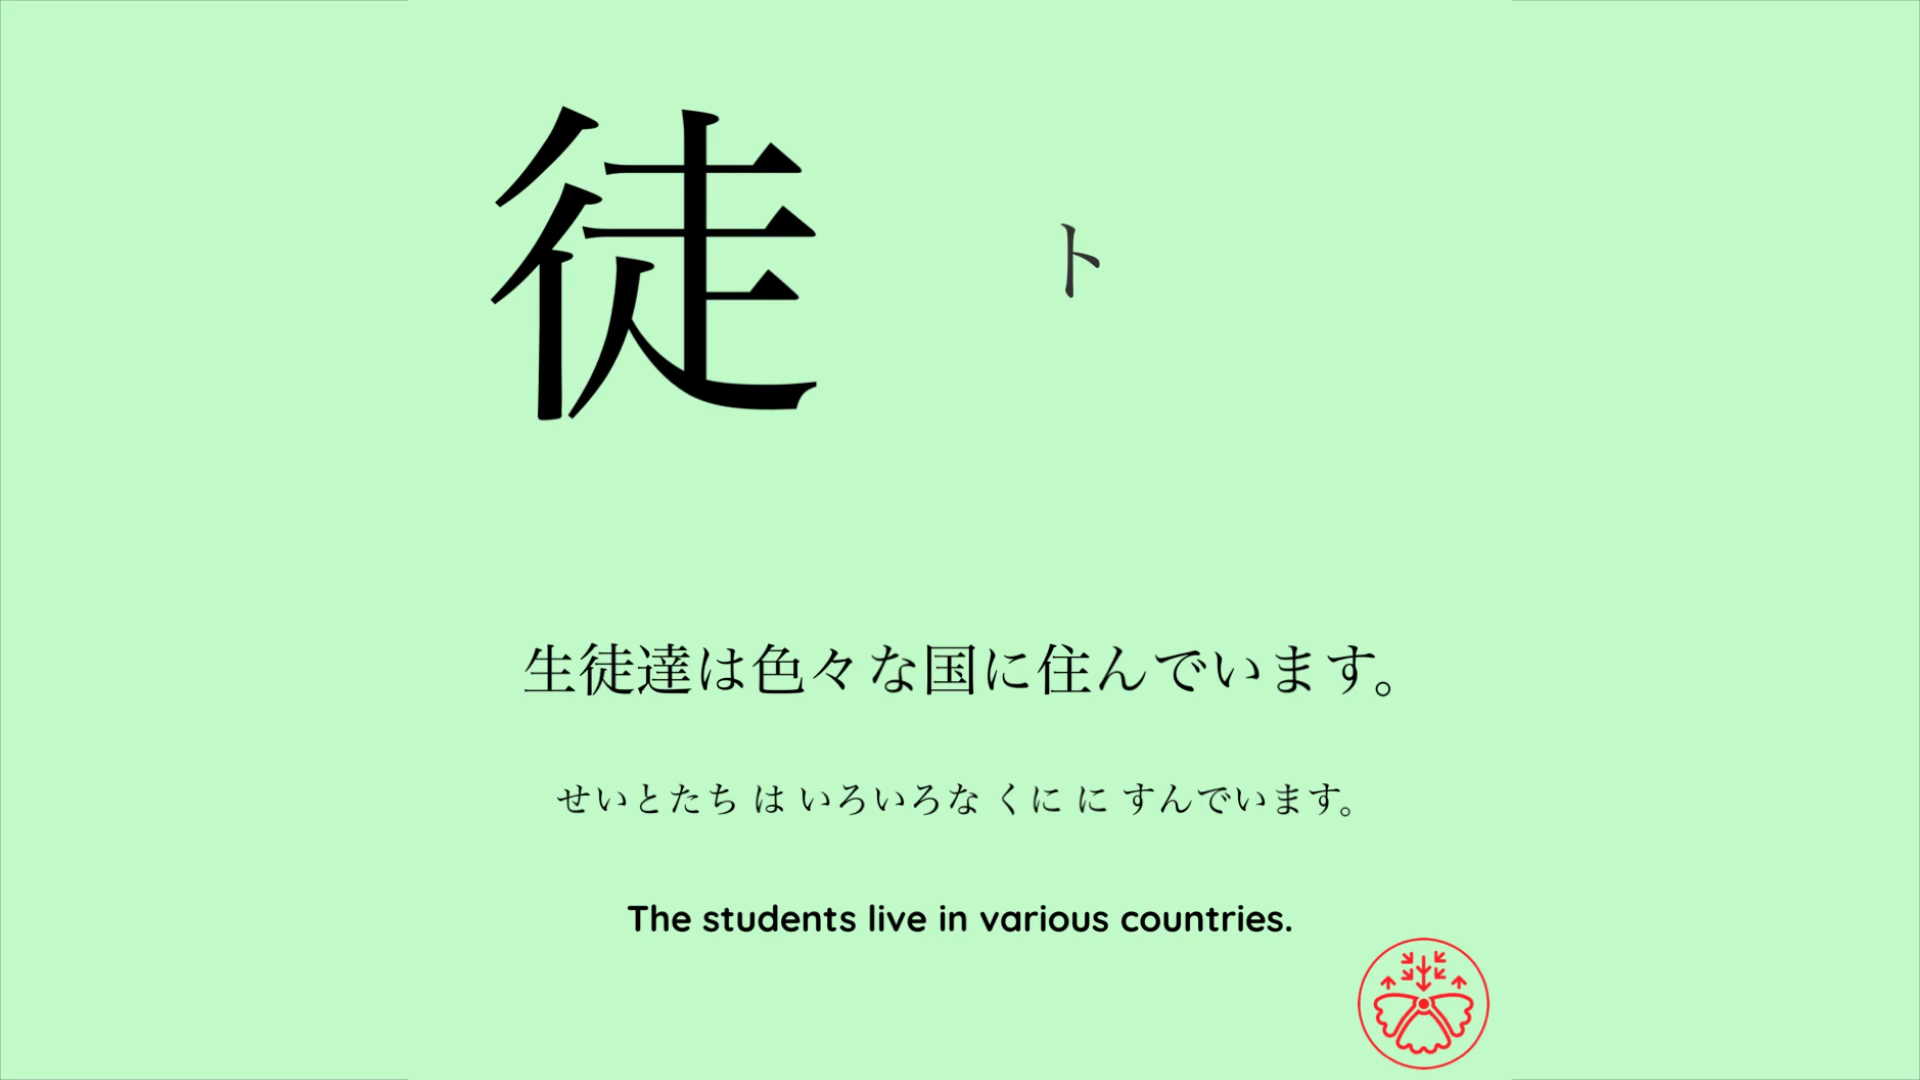 徒
ト
生徒達は色々な国に住んでいます。
せいとたち は いろいろな くに に すんでいます。
The students live in various countries.